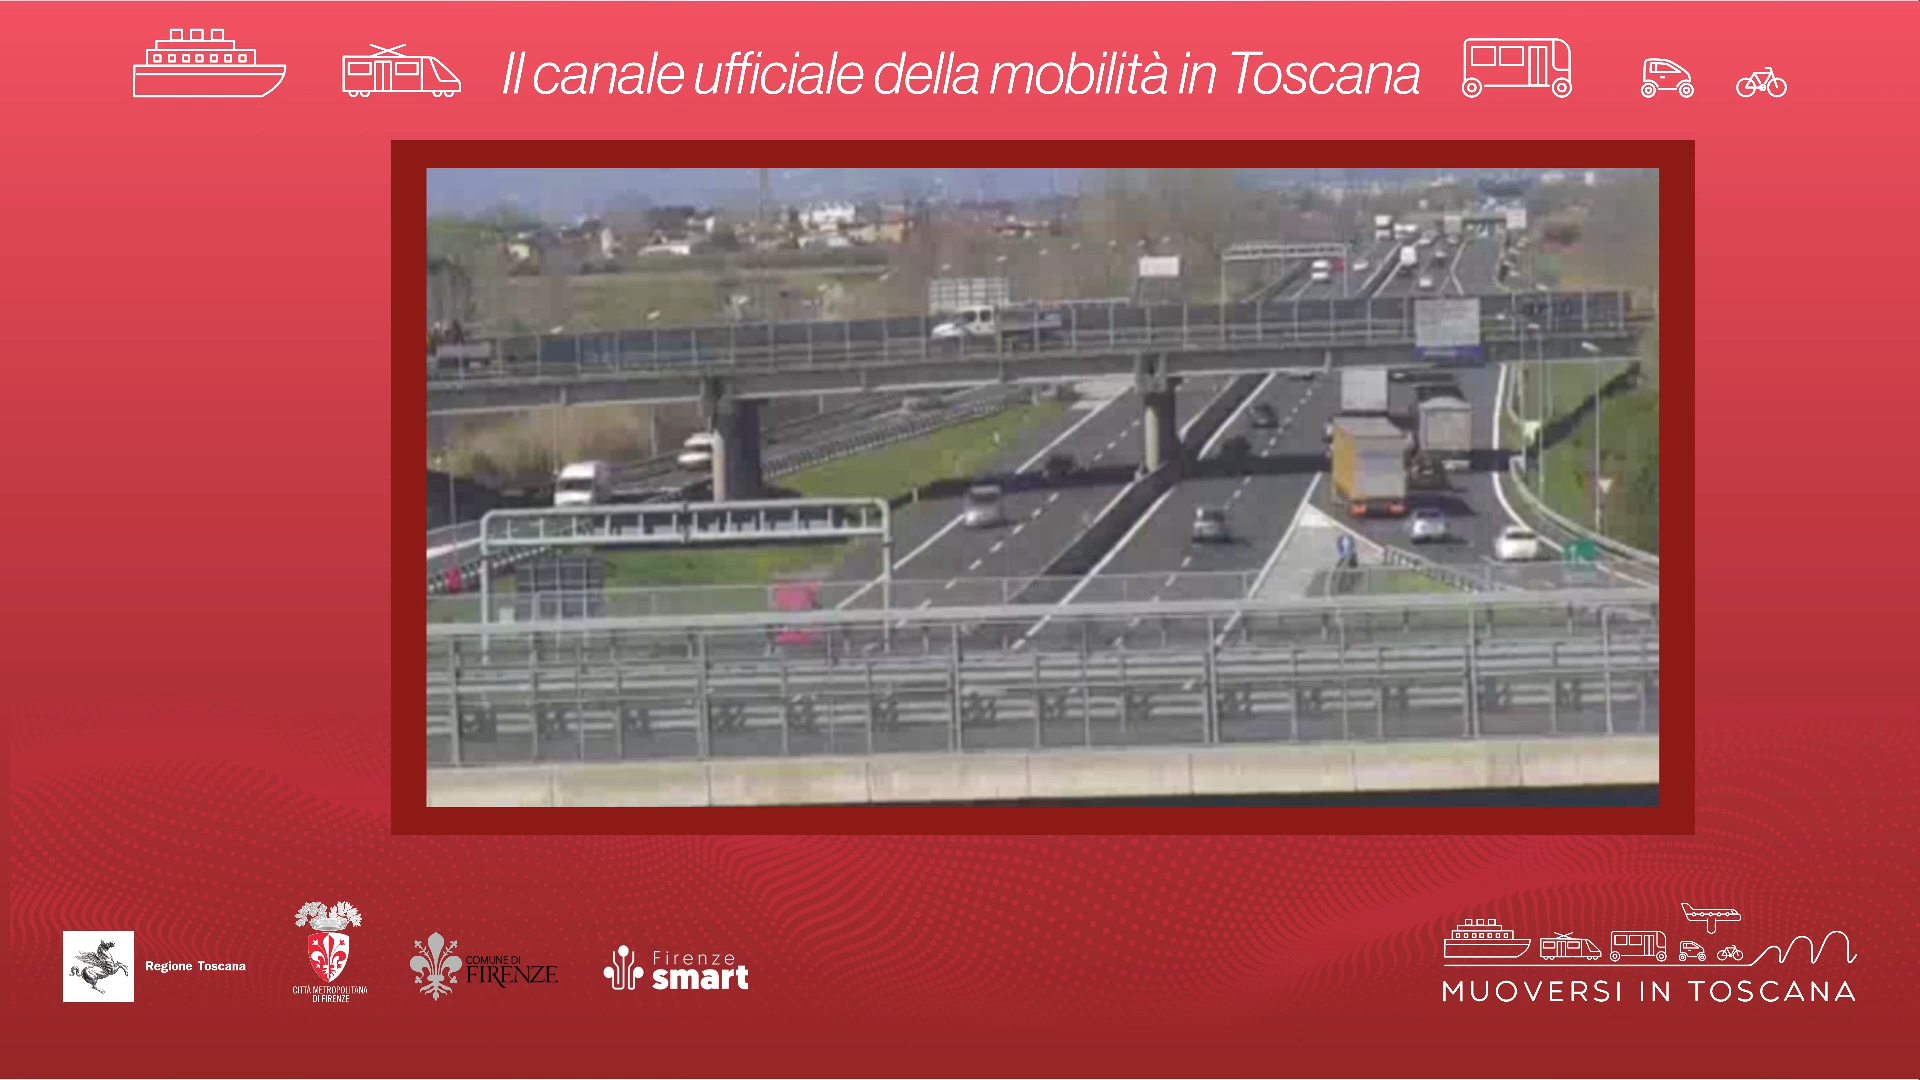 Il canale ufficiale della mobilità in Toscana
Regione Toscana
CITTÀ METROPOLITANA
DI FIRENZE
COMUNE DI
FIRENZE
Firenze
smart
MUOVERSI IN TOSCANA